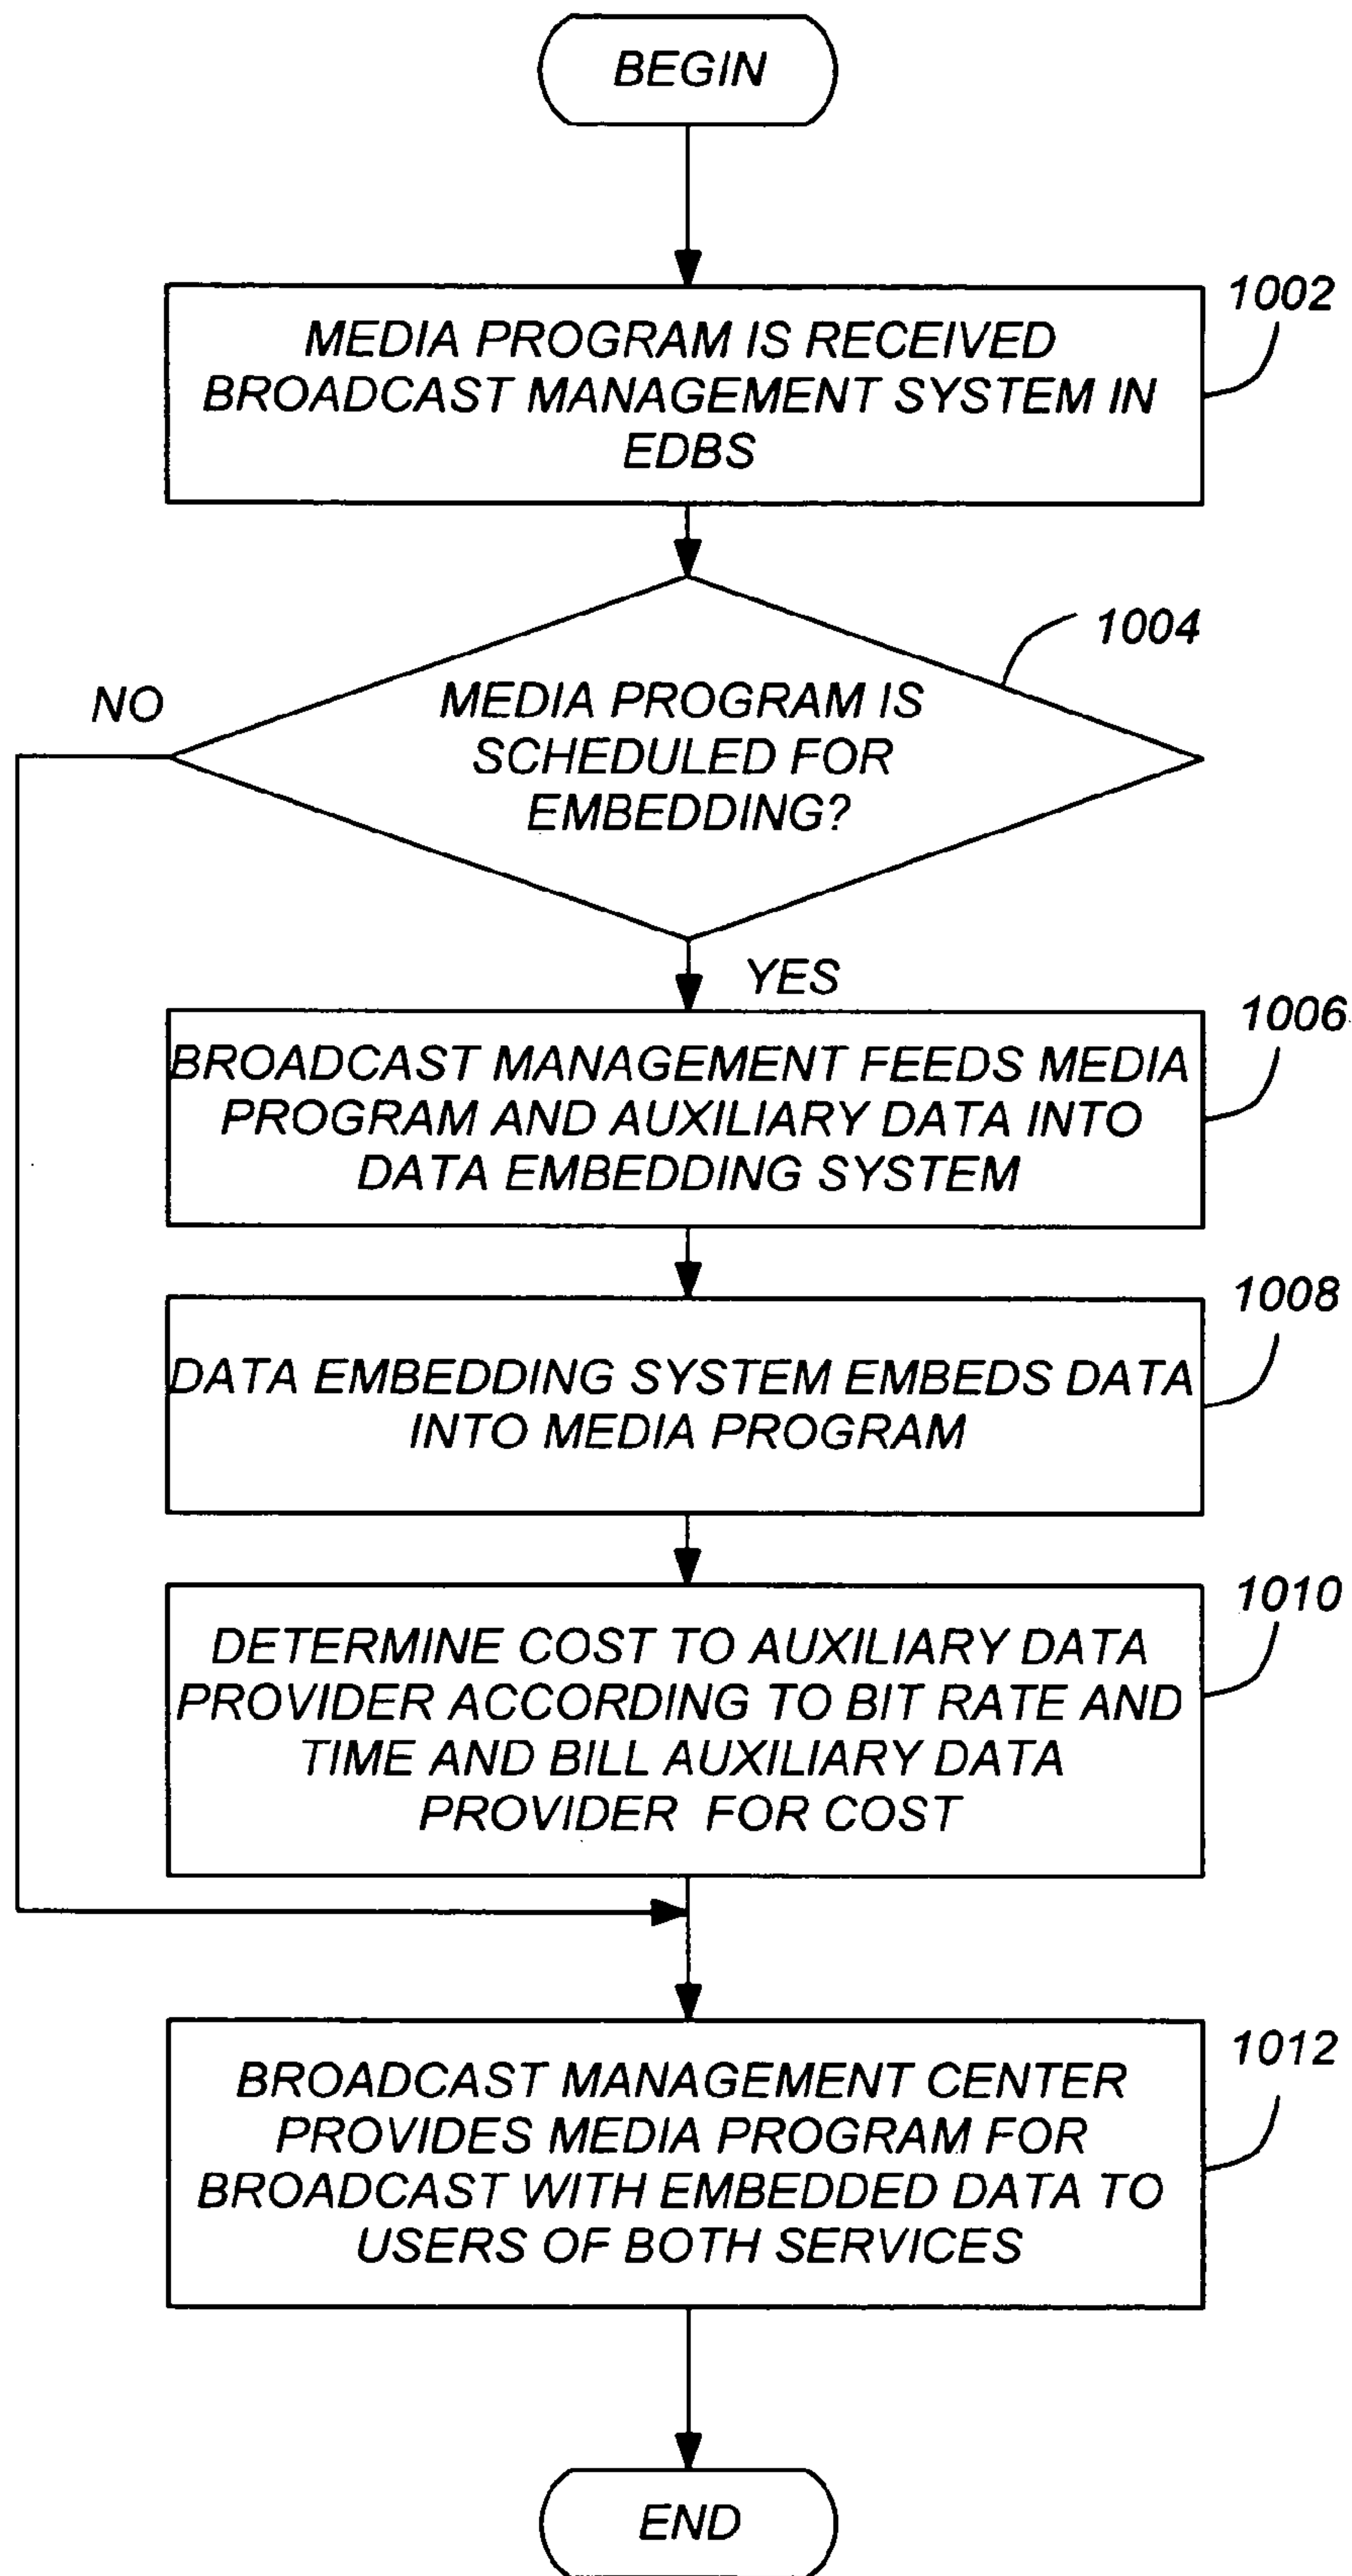 BEGIN
1002
MEDIA PROGRAM IS RECEIVED
BROADCAST MANAGEMENT SYSTEM IN
EDBS
1004
NO
MEDIA PROGRAM IS
SCHEDULED FOR
EMBEDDING?
YES
1006
BROADCAST MANAGEMENT FEEDS MEDIA
PROGRAM AND AUXILIARY DATA INTO
DATA EMBEDDING SYSTEM
1008
DATA EMBEDDING SYSTEM EMBEDS DATA
INTO MEDIA PROGRAM
1010
DETERMINE COST TO AUXILIARY DATA
PROVIDER ACCORDING TO BIT RATE AND
TIME AND BILL AUXILIARY DATA
PROVIDER FOR COST
1012
BROADCAST MANAGEMENT CENTER
PROVIDES MEDIA PROGRAM FOR
BROADCAST WITH EMBEDDED DATA TO
USERS OF BOTH SERVICES
END